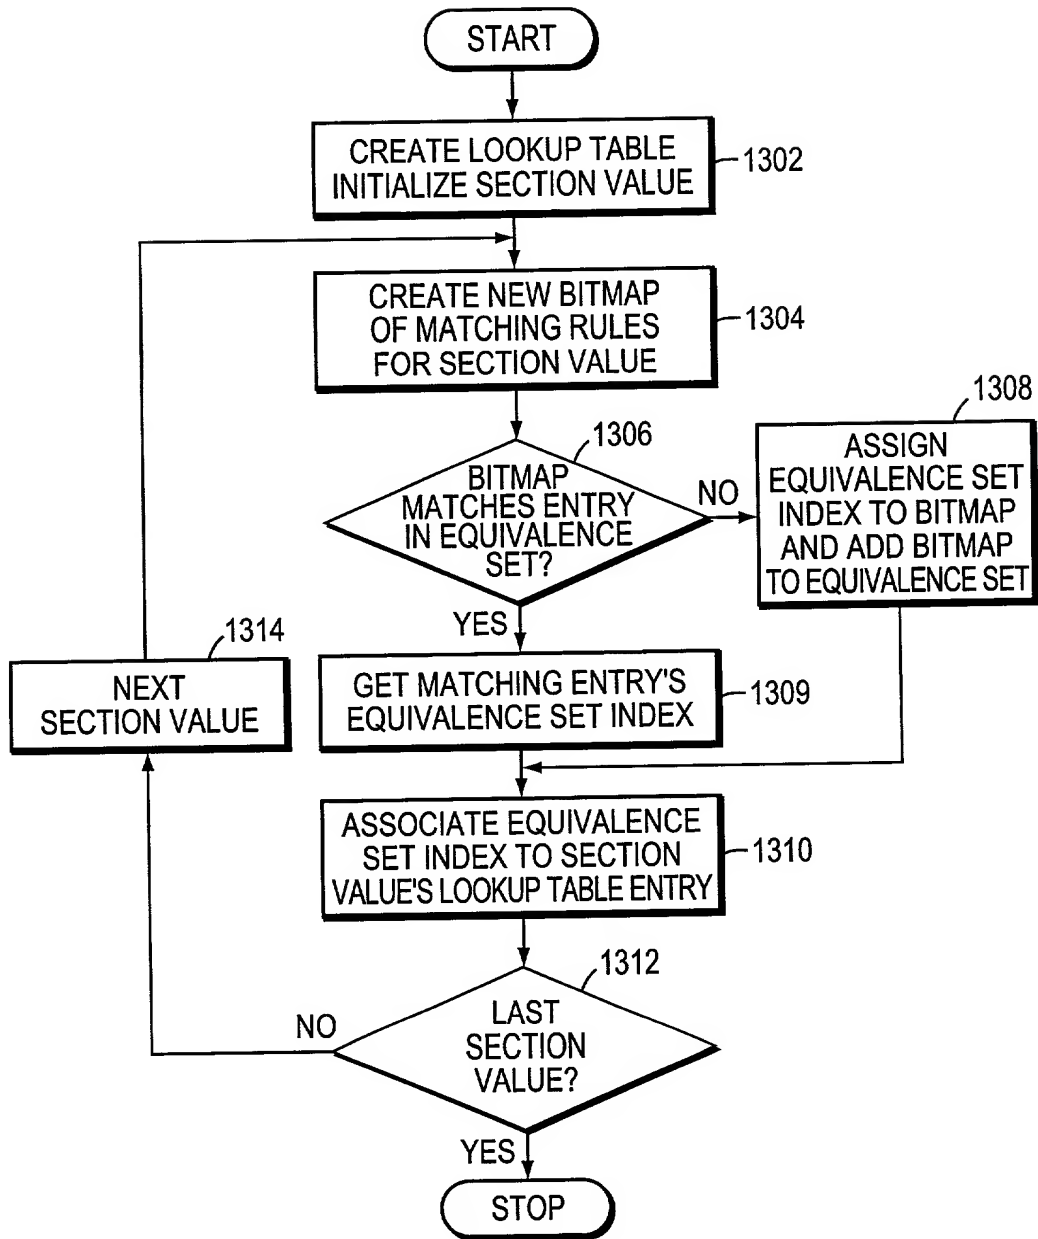 START
CREATE LOOKUP TABLE
INITIALIZE SECTION VALUE
1302
CREATE NEW BITMAP
OF MATCHING RULES
FOR SECTION VALUE
1304
1306
BITMAP
MATCHES ENTRY
IN EQUIVALENCE
SET?
NO
1308
ASSIGN
EQUIVALENCE SET
INDEX TO BITMAP
AND ADD BITMAP
TO EQUIVALENCE SET
YES
1314
NEXT
SECTION VALUE
GET MATCHING ENTRY'S
EQUIVALENCE SET INDEX
1309
ASSOCIATE EQUIVALENCE
SET INDEX TO SECTION
VALUE'S LOOKUP TABLE ENTRY
1310
1312
LAST
SECTION
VALUE?
NO
YES
STOP